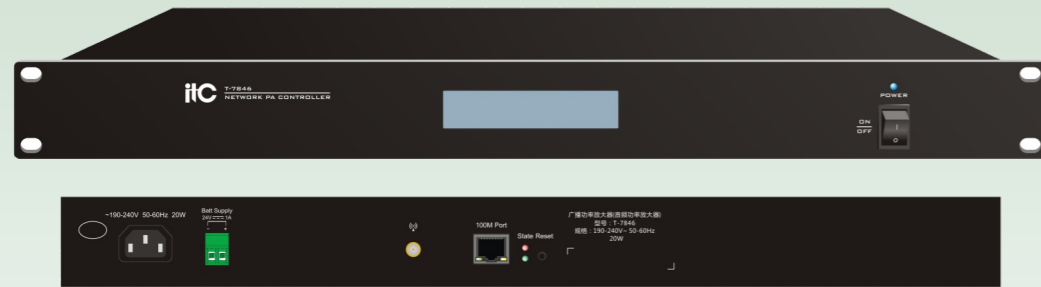 itc
T-7846
NETWORK PA CONTROLLER
POWER
ON
OFF
~190-240V 50-60Hz 20W
Batt Supply
24V 1A
- +
100M Port
State Reset
广播功率放大器(音频功率放大器)
型号：T-7846
规格：190-240V~ 50-60Hz
20W